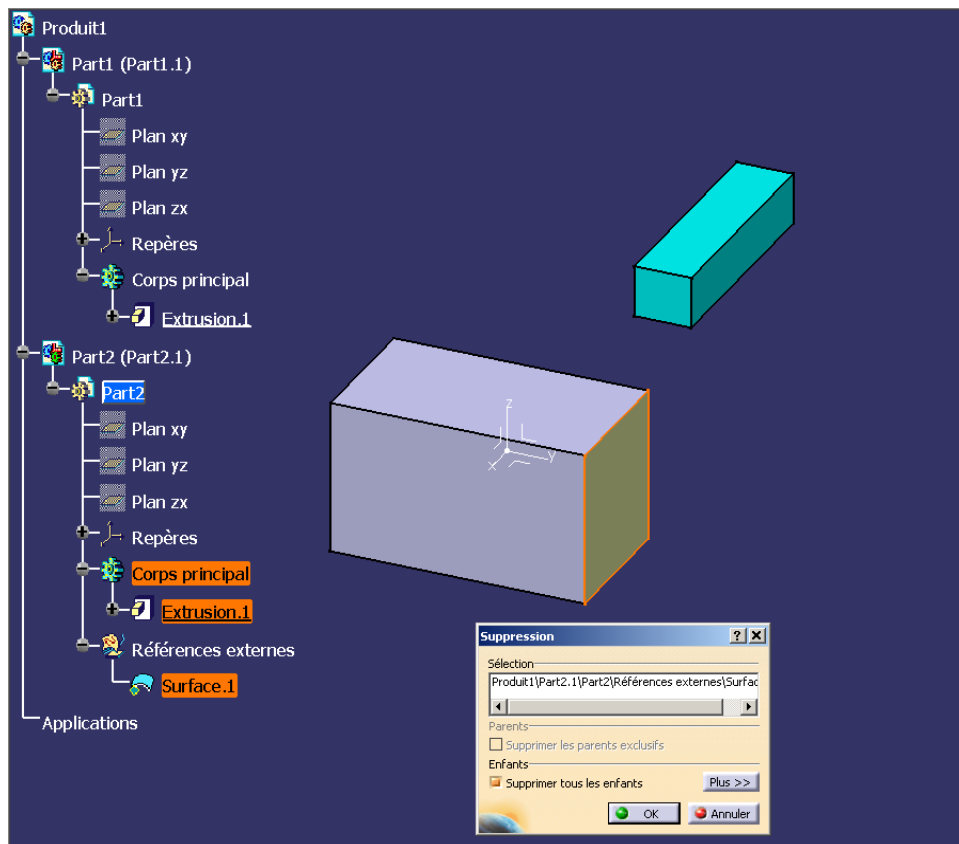 Produit1
Part1 (Part1.1)
Part1
Plan xy
Plan yz
Plan zx
Repères
Corps principal
Extrusion.1
Part2 (Part2.1)
Part2
Plan xy
Plan yz
Plan zx
Repères
Corps principal
Extrusion.1
Références externes
Surface.1
Applications
z
x
y
Suppression
Sélection
Produit1\Part2.1\Part2\Références externes\Surfac
Parents
Supprimer les parents exclusifs
Enfants
Supprimer tous les enfants Plus >>
OK Annuler